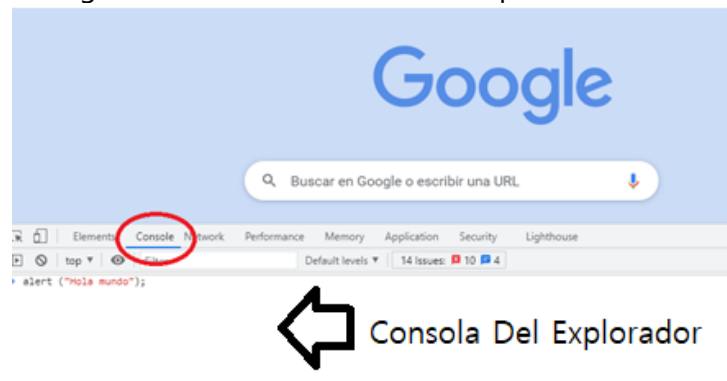 Google
Buscar en Google o escribir una URL
Elements Console Network Performance Memory Application Security Lighthouse
top ▼ Default levels ▼ 14 Issues: 10 4
alert ("Hola mundo");
Consola Del Explorador